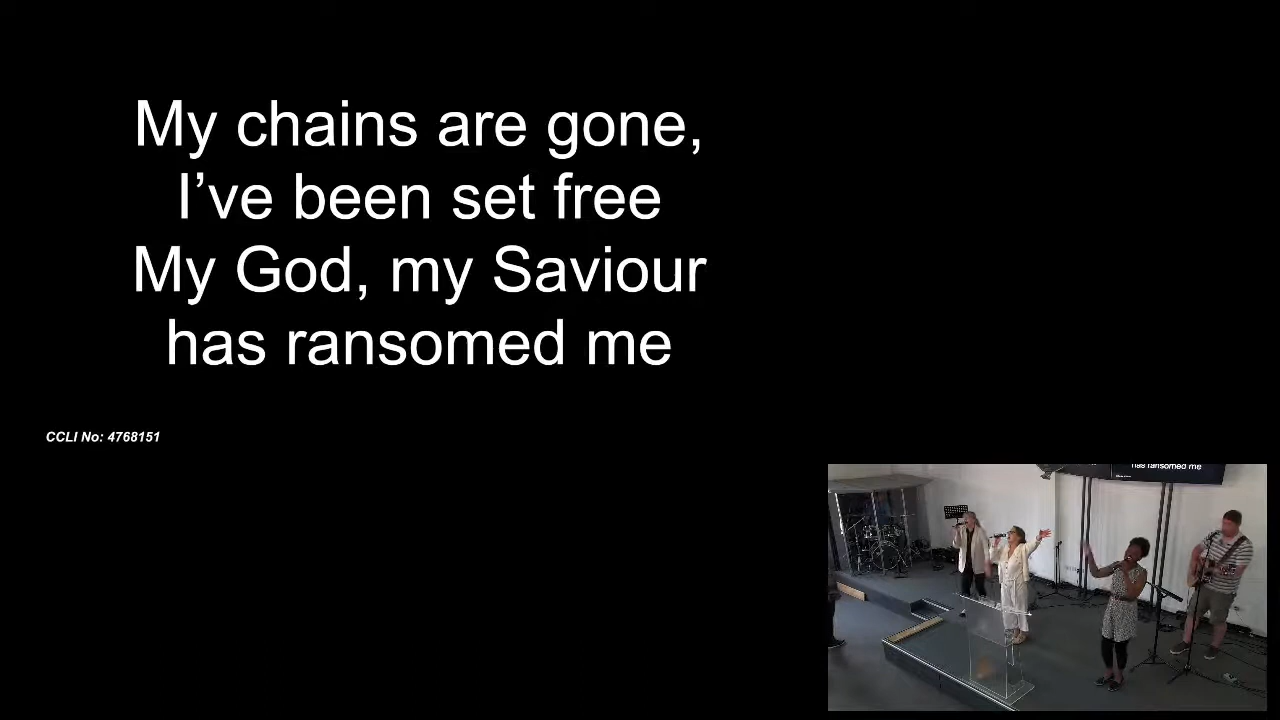 My chains are gone,
I've been set free
My God, my Saviour
has ransomed me
CCLI No: 4768151
has ransomed me